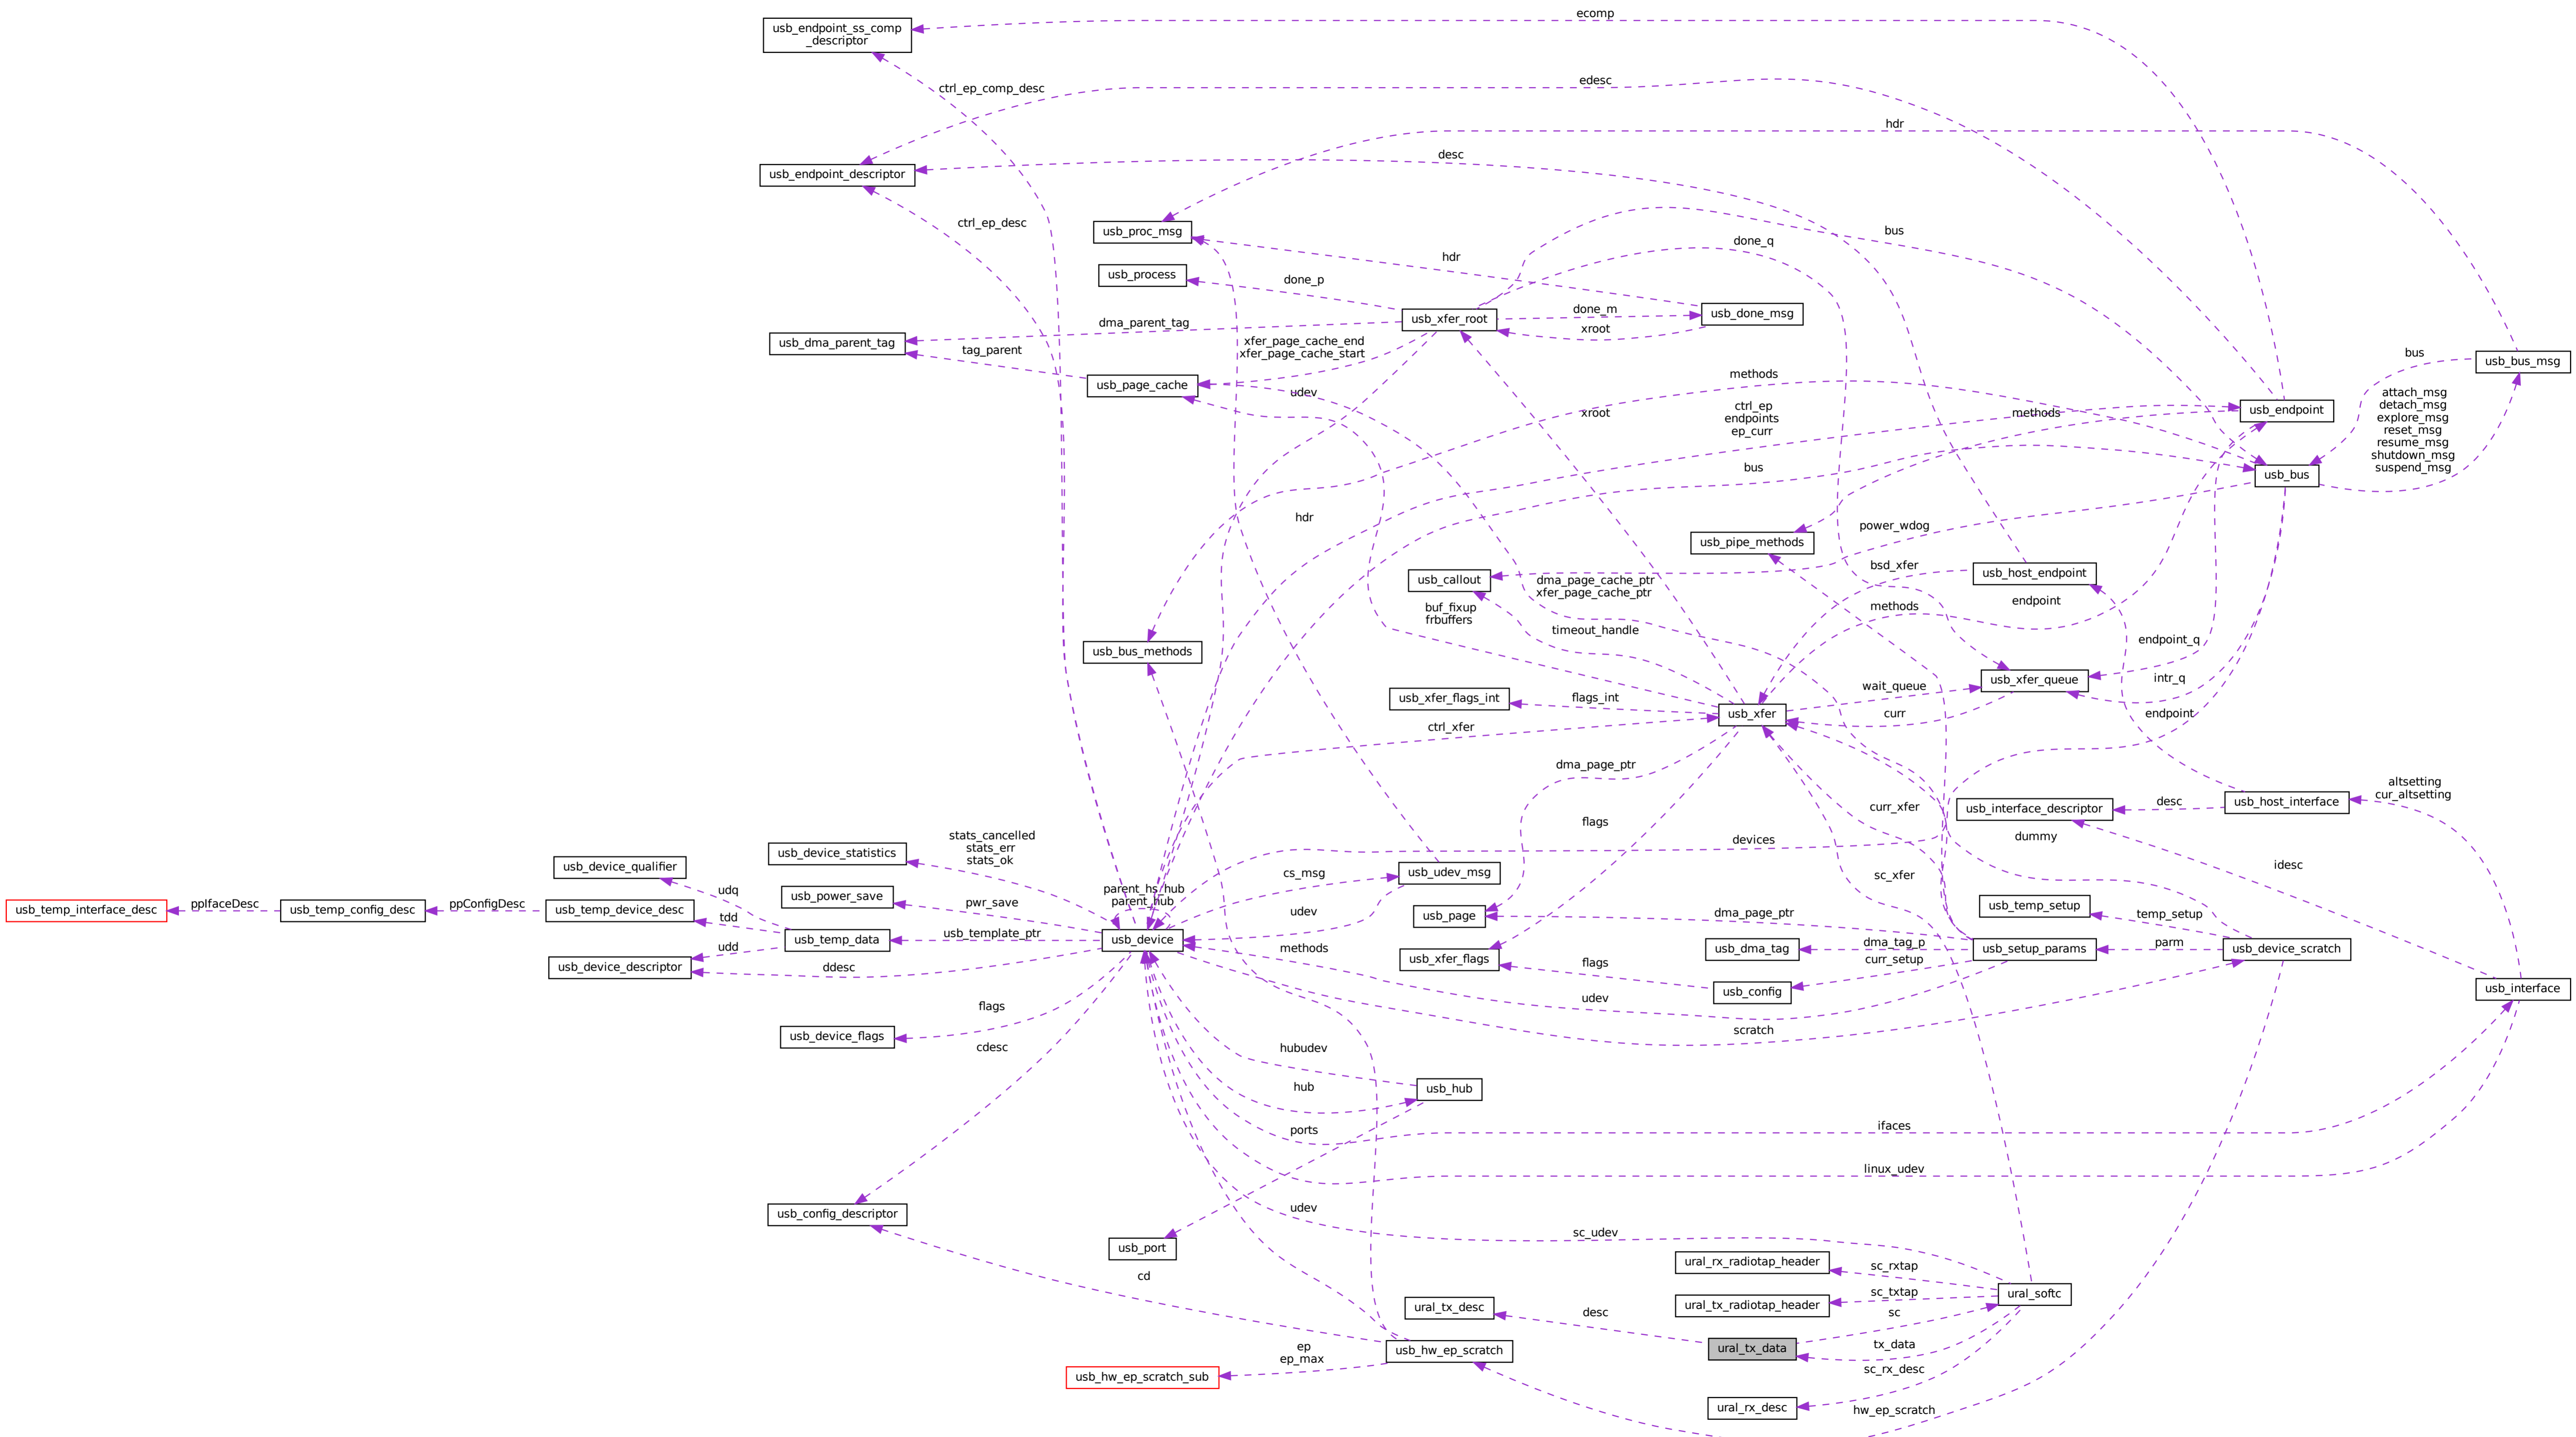 ecomp
usb_endpoint_ss_comp
_descriptor
edesc
ctrl_ep_comp_desc
hdr
desc
usb_endpoint_descriptor
ctrl_ep_desc
usb_proc_msg
bus
done_q
hdr
usb_process
done_p
usb_xfer_root
done_m
usb_done_msg
xroot
dma_parent_tag
usb_dma_parent_tag
tag_parent
xfer_page_cache_end
xfer_page_cache_start
usb_page_cache
udev
bus
usb_bus_msg
methods
attach_msg
detach_msg
explore_msg
reset_msg
resume_msg
shutdown_msg
suspend_msg
xroot
ctrl_ep
endpoints
ep_curr
methods
usb_endpoint
bus
usb_bus
hdr
power_wdog
usb_pipe_methods
usb_callout
dma_page_cache_ptr
xfer_page_cache_ptr
bsd_xfer
usb_host_endpoint
buf_fixup
frbuffers
methods
endpoint
timeout_handle
endpoint_q
usb_bus_methods
usb_xfer_queue
intr_q
usb_xfer_flags_int
flags_int
wait_queue
usb_xfer
curr
endpoint
ctrl_xfer
dma_page_ptr
altsetting
cur_altsetting
usb_interface_descriptor
desc
usb_host_interface
curr_xfer
flags
dummy
devices
stats_cancelled
stats_err
stats_ok
usb_device_statistics
usb_device_qualifier
udq
usb_power_save
pwr_save
parent_hs_hub
parent_hub
cs_msg
usb_udev_msg
sc_xfer
idesc
usb_temp_interface_desc
ppIfaceDesc
usb_temp_config_desc
ppConfigDesc
usb_temp_device_desc
tdd
usb_temp_data
usb_template_ptr
usb_device
udev
usb_page
dma_page_ptr
usb_temp_setup
temp_setup
udd
usb_device_descriptor
ddesc
methods
usb_xfer_flags
flags
usb_dma_tag
dma_tag_p
curr_setup
usb_setup_params
parm
usb_device_scratch
usb_config
udev
usb_interface
flags
usb_device_flags
cdesc
scratch
hubudev
hub
usb_hub
ports
ifaces
linux_udev
usb_config_descriptor
udev
sc_udev
usb_port
cd
ural_rx_radiotap_header
sc_rxtap
ural_softc
sc_txtap
ural_tx_radiotap_header
ural_tx_desc
desc
sc
ural_tx_data
tx_data
ep
ep_max
usb_hw_ep_scratch
usb_hw_ep_scratch_sub
sc_rx_desc
ural_rx_desc
hw_ep_scratch